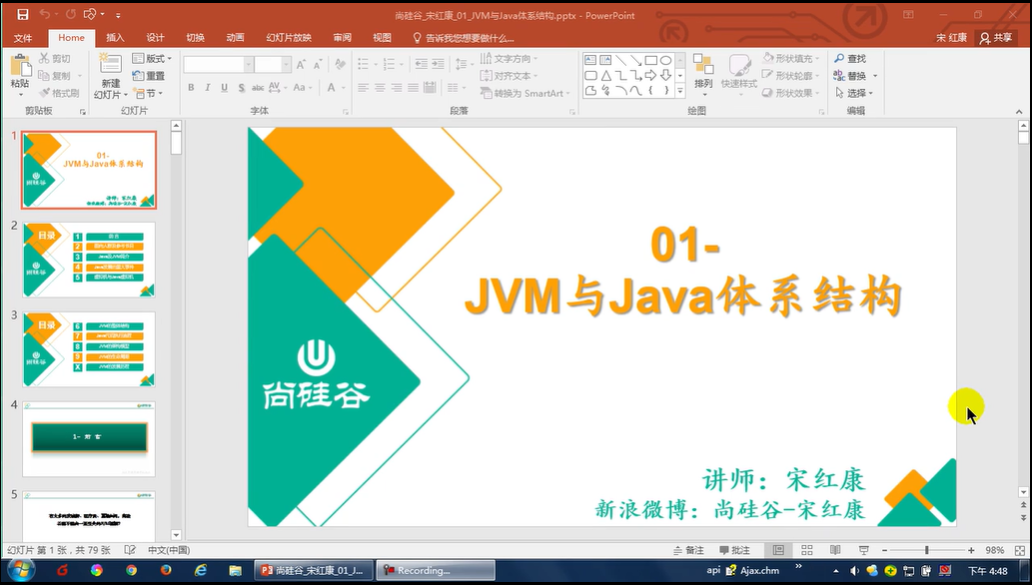 尚硅谷_宋红康_01_JVM与Java体系结构.pptx - PowerPoint
文件 Home 插入 设计 切换 动画 幻灯片放映 审阅 视图 告诉我您想要做什么... 宋 红康 共享
粘贴 剪切 复制 格式刷
新建 幻灯片 版式 重置 节
B I U S abc AV Aa A
文字方向 对齐文本 转换为 SmartArt
排列 快速样式 形状填充 形状轮廓 形状效果
查找 替换 选择
剪贴板 幻灯片 字体 段落 绘图 编辑
1
01-
JVM与Java体系结构
尚硅谷
2
目录
1
2
3
4
5
3
目录
6
7
8
9
X
4
1- 前 言
5
01-
JVM与Java体系结构
尚硅谷
讲师：宋红康
新浪微博：尚硅谷-宋红康
幻灯片 第 1 张，共 79 张 中文(中国) 备注 批注 98%
尚硅谷_宋红康_01_J... Recording... api Ajax.chm 下午 4:48